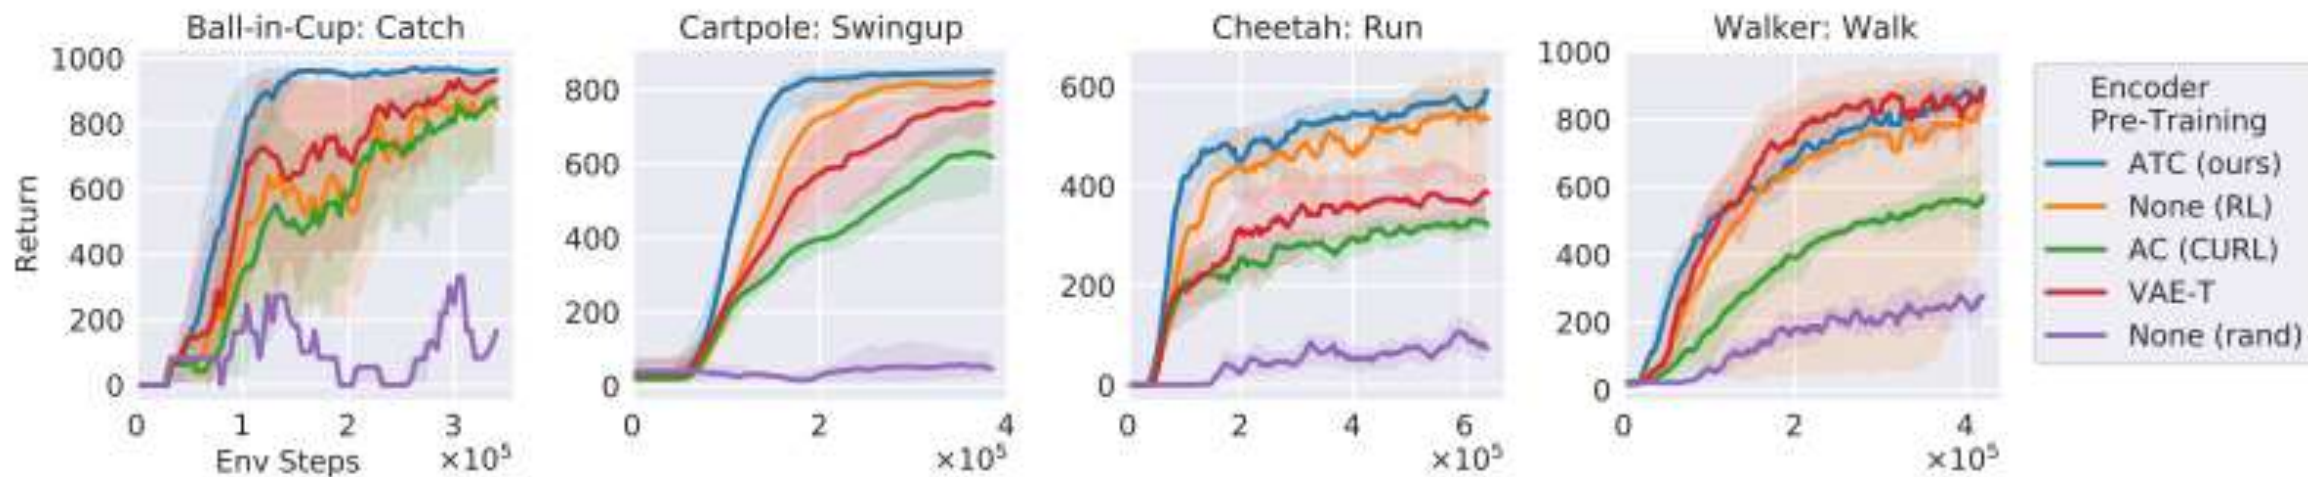 Ball-in-Cup: Catch
1000
800
600
400
200
0
Return
0 1 2 3
Env Steps ×10⁵
Cartpole: Swingup
800
600
400
200
0
0 2 4
×10⁵
Cheetah: Run
600
400
200
0
0 2 4 6
×10⁵
Walker: Walk
1000
800
600
400
200
0
0 2 4
×10⁵
Encoder
Pre-Training
ATC (ours)
None (RL)
AC (CURL)
VAE-T
None (rand)